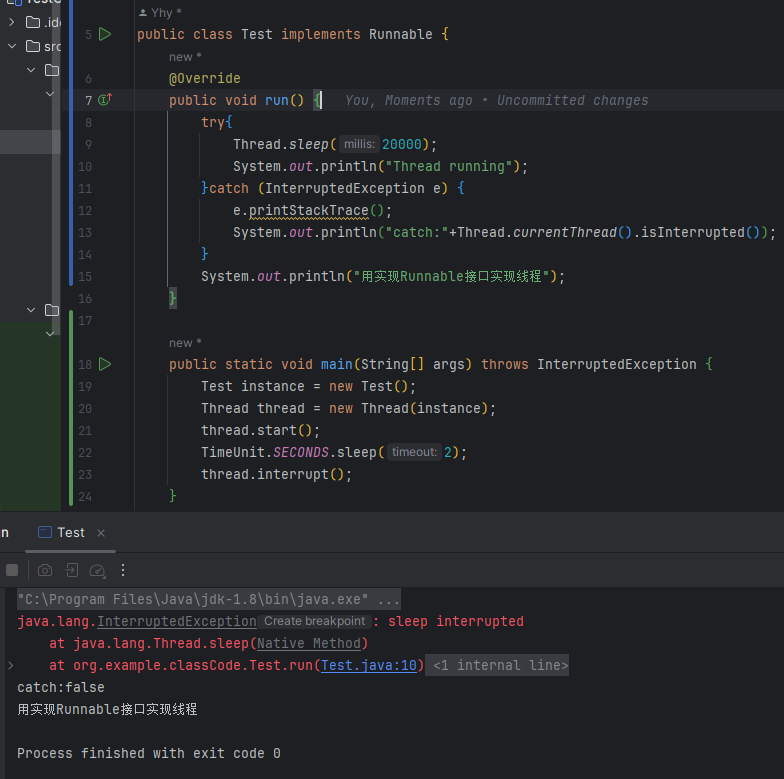 Yhy *
5 public class Test implements Runnable {
new *
6 @Override
7 public void run() { You, Moments ago • Uncommitted changes
8 try{
9 Thread.sleep( millis: 20000);
10 System.out.println("Thread running");
11 }catch (InterruptedException e) {
12 e.printStackTrace();
13 System.out.println("catch:"+Thread.currentThread().isInterrupted());
14 }
15 System.out.println("用实现Runnable接口实现线程");
16 }
17
new *
18 public static void main(String[] args) throws InterruptedException {
19 Test instance = new Test();
20 Thread thread = new Thread(instance);
21 thread.start();
22 TimeUnit.SECONDS.sleep( timeout: 2);
23 thread.interrupt();
24 }
Test ×
"C:\Program Files\Java\jdk-1.8\bin\java.exe" ...
java.lang.InterruptedException Create breakpoint : sleep interrupted
at java.lang.Thread.sleep(Native Method)
at org.example.classCode.Test.run(Test.java:10) <1 internal line>
catch:false
用实现Runnable接口实现线程
Process finished with exit code 0